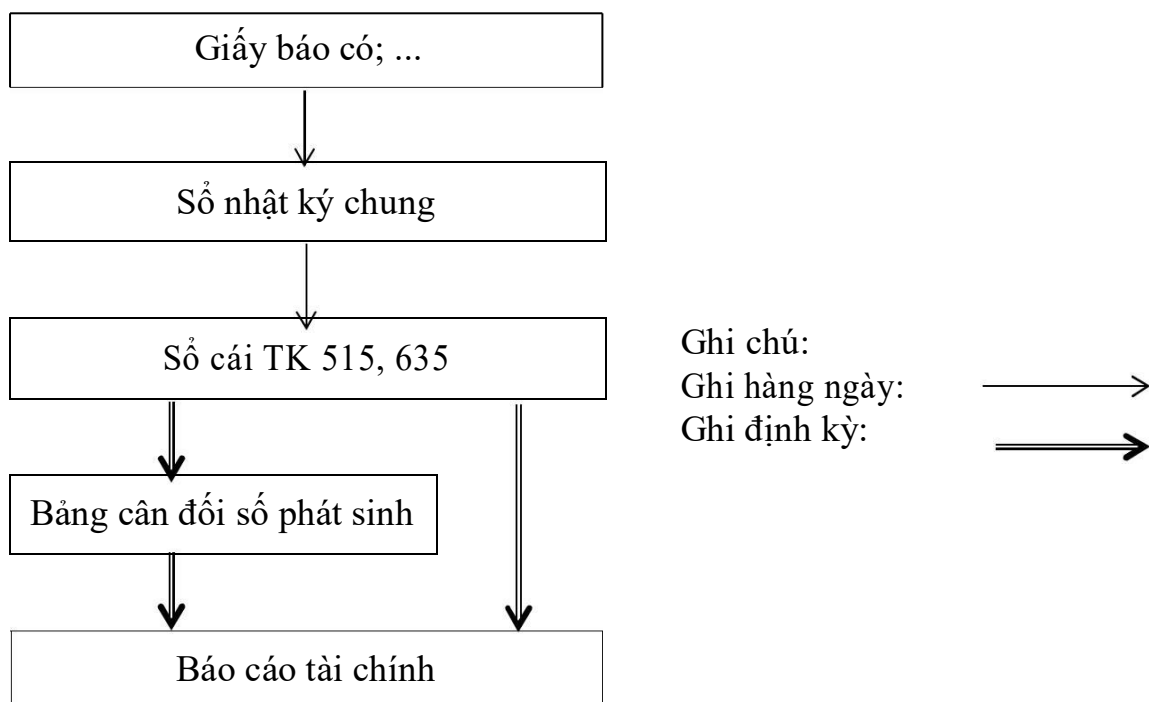 Giấy báo có; ...
Sổ nhật ký chung
Sổ cái TK 515, 635
Ghi chú:
Ghi hàng ngày:
Ghi định kỳ:
Bảng cân đối số phát sinh
Báo cáo tài chính